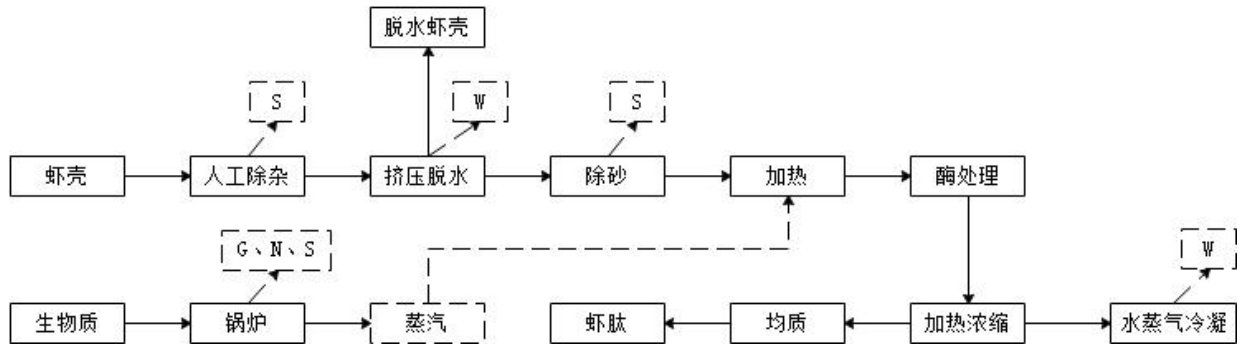 脱水虾壳
S
W
S
虾壳
人工除杂
挤压脱水
除砂
加热
酶处理
G、N、S
W
生物质
锅炉
蒸汽
虾肽
均质
加热浓缩
水蒸气冷凝